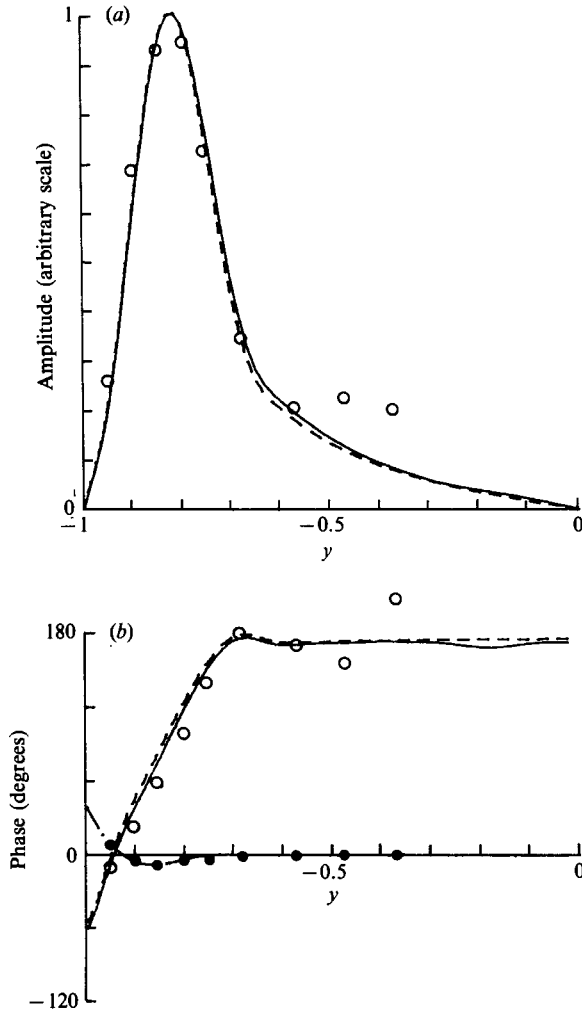 (a)
1
Amplitude (arbitrary scale)
0
−1
−0.5
0
y
(b)
180
Phase (degrees)
0
−0.5
0
y
−120